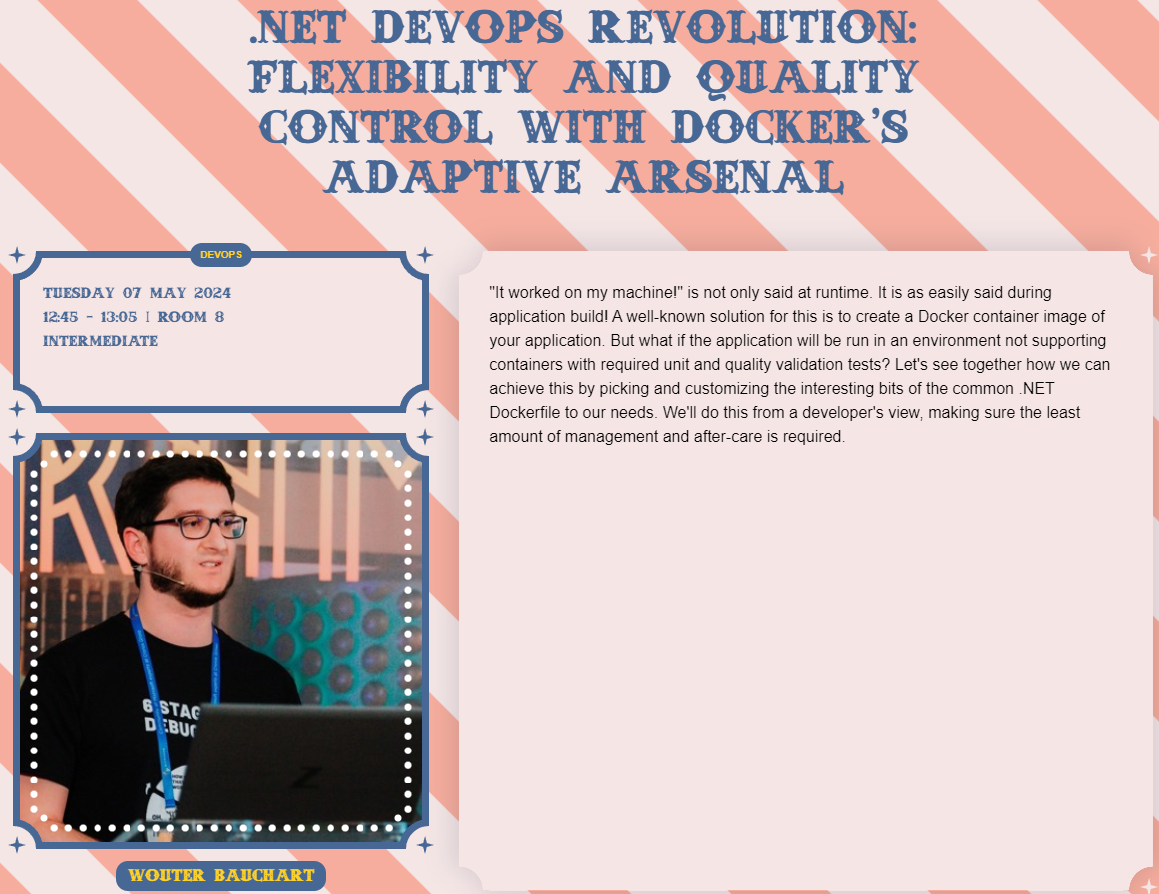 .NET DEVOPS REVOLUTION:
FLEXIBILITY AND QUALITY
CONTROL WITH DOCKER'S
ADAPTIVE ARSENAL
DEVOPS
TUESDAY 07 MAY 2024
12:45 - 13:05 | ROOM 8
INTERMEDIATE
"It worked on my machine!" is not only said at runtime. It is as easily said during
application build! A well-known solution for this is to create a Docker container image of
your application. But what if the application will be run in an environment not supporting
containers with required unit and quality validation tests? Let's see together how we can
achieve this by picking and customizing the interesting bits of the common .NET
Dockerfile to our needs. We'll do this from a developer's view, making sure the least
amount of management and after-care is required.
6 STAG
DEBUG
WOUTER BAUCHART